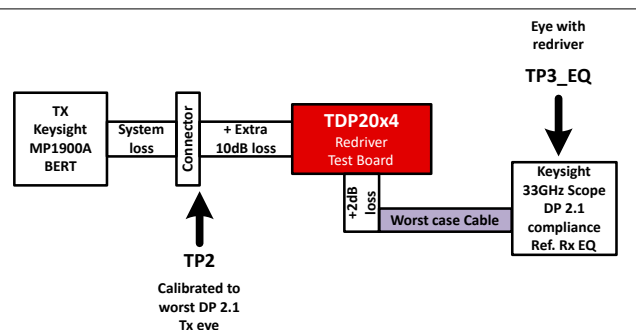 Eye with
redriver
TP3_EQ
TX
Keysight
MP1900A
BERT
System
loss
Connector
+ Extra
10dB loss
TDP20x4
Redriver
Test Board
+2dB
loss
Worst case Cable
Keysight
33GHz Scope
DP 2.1
compliance
Ref. Rx EQ
TP2
Calibrated to
worst DP 2.1
Tx eye